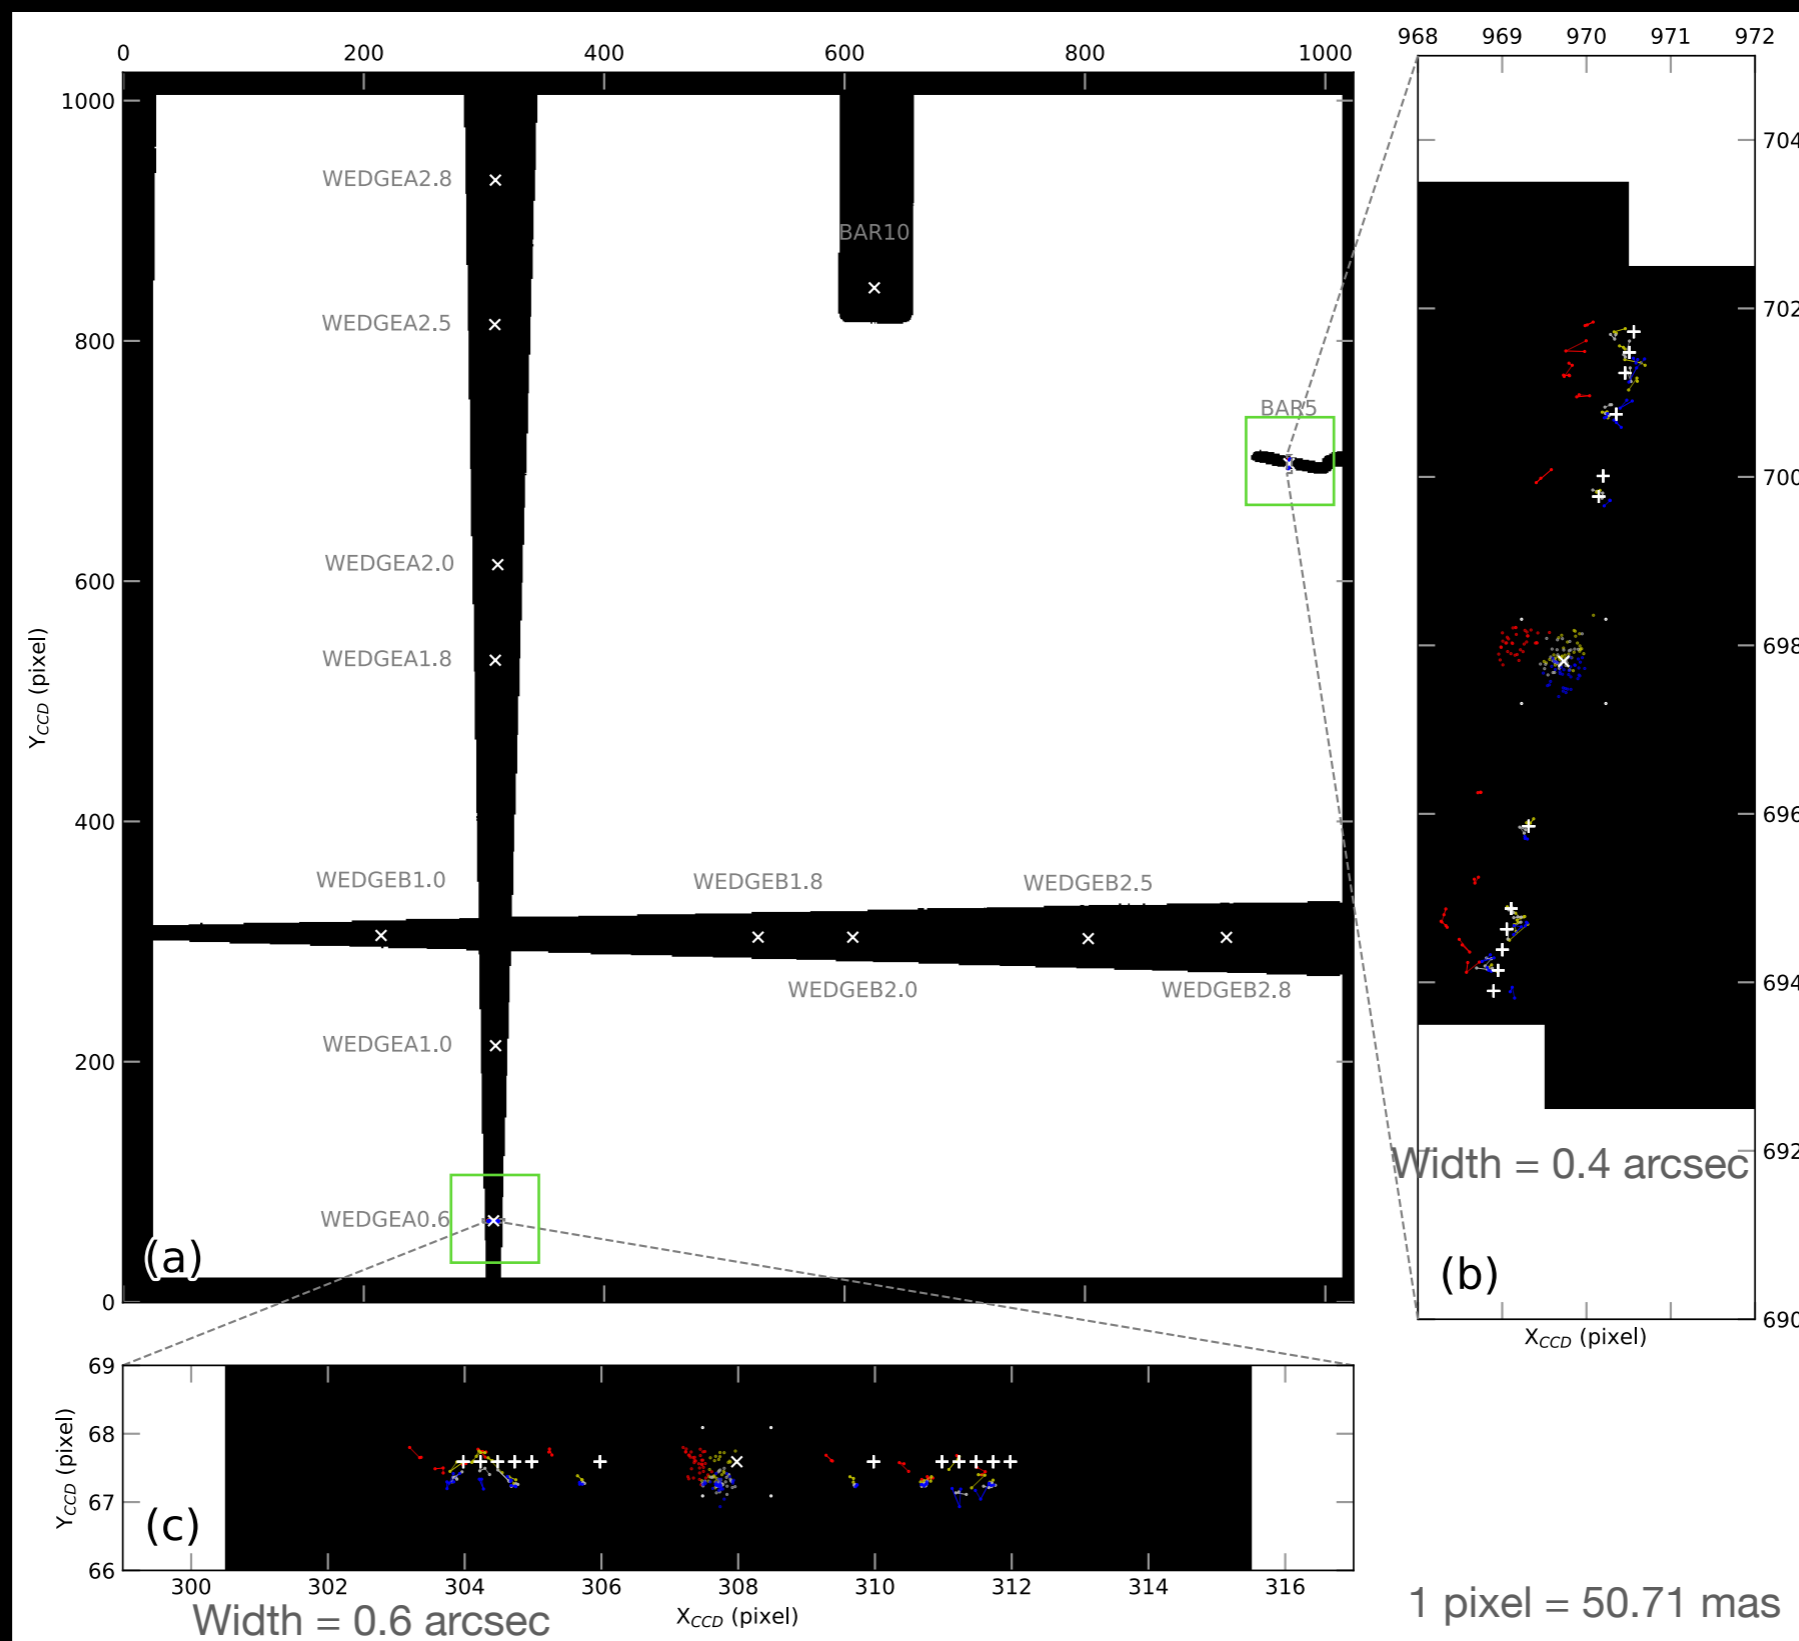 0 200 400 600 800 1000
968 969 970 971 972
1000
800
600
400
200
0
Y_CCD (pixel)
WEDGEA2.8
BAR10
WEDGEA2.5
BAR5
WEDGEA2.0
WEDGEA1.8
WEDGEB1.0 WEDGEB1.8 WEDGEB2.5
WEDGEB2.0 WEDGEB2.8
WEDGEA1.0
WEDGEA0.6
(a)
704
702
700
698
696
694
692
690
Width = 0.4 arcsec
(b)
X_CCD (pixel)
69
68
67
66
Y_CCD (pixel)
(c)
300 302 304 306 308 310 312 314 316
X_CCD (pixel)
Width = 0.6 arcsec
1 pixel = 50.71 mas